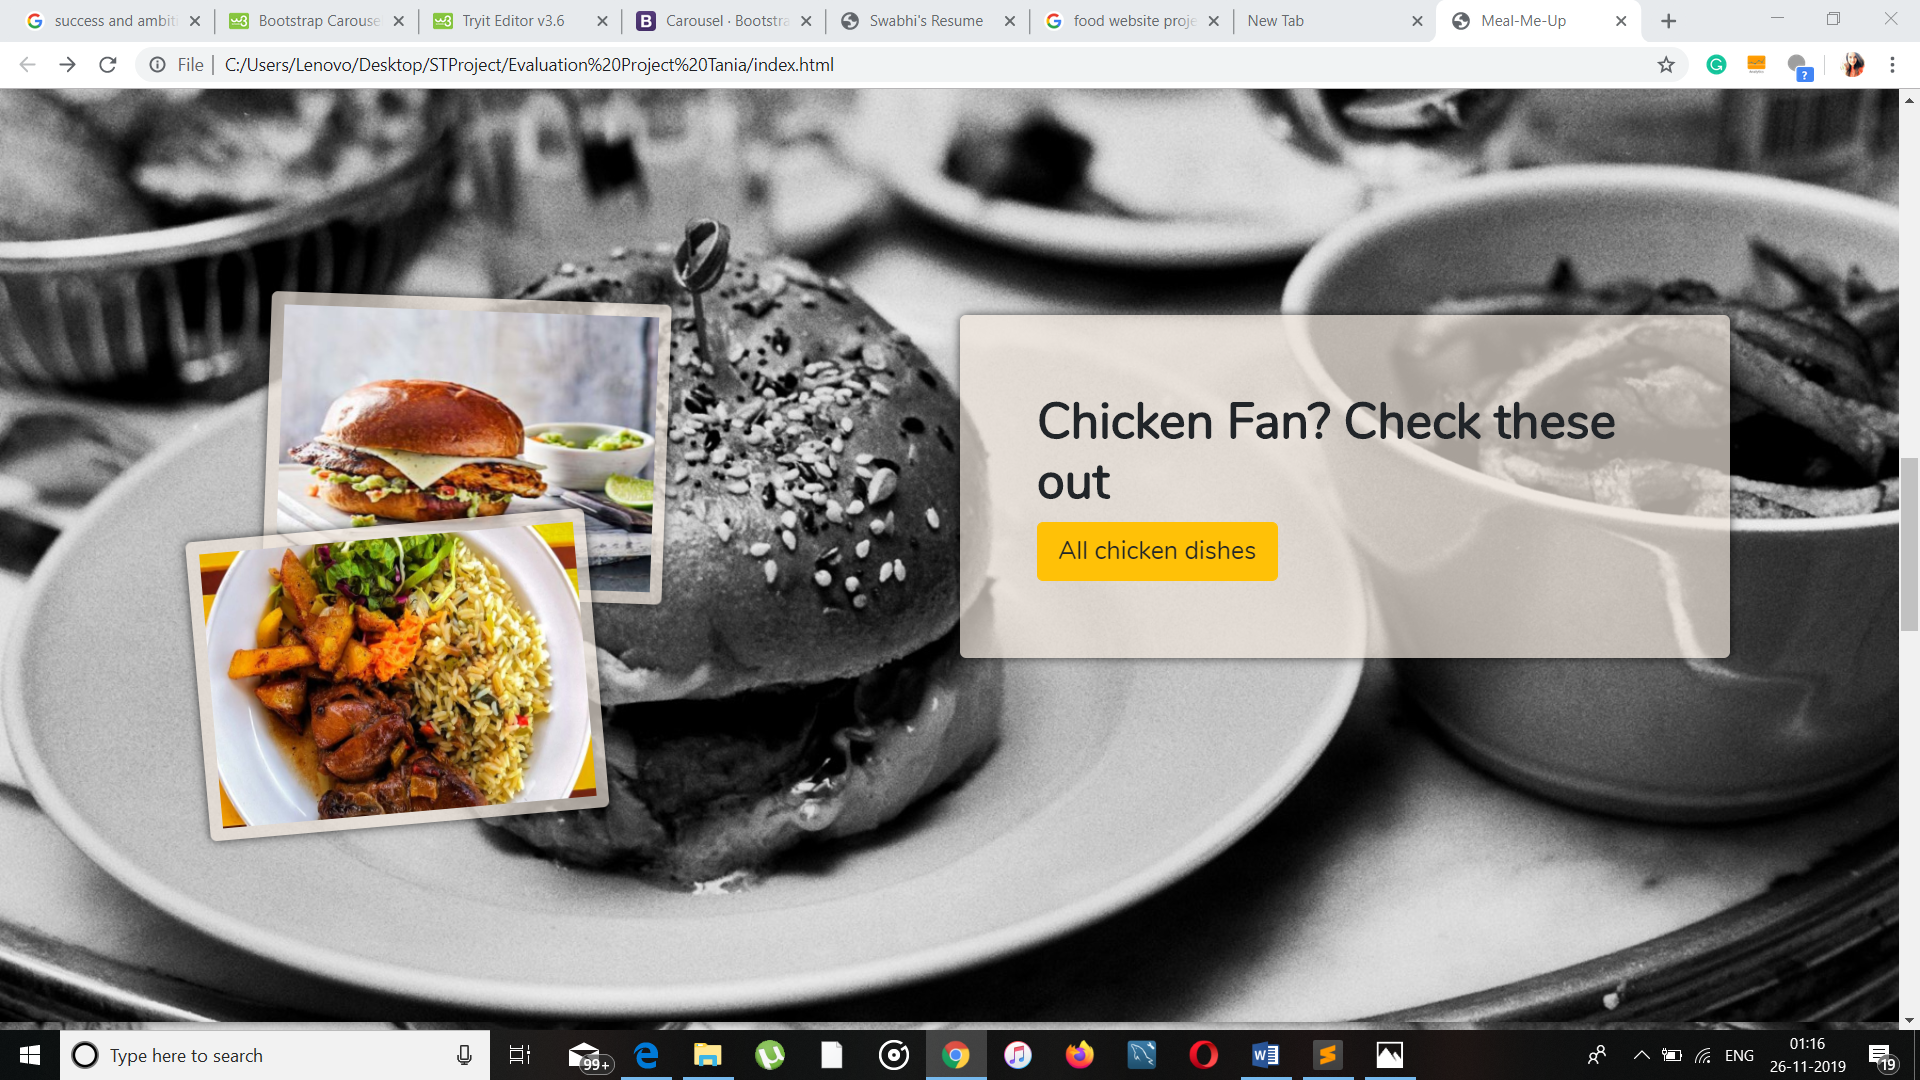 success and ambiti
Bootstrap Carouse
Tryit Editor v3.6
Carousel · Bootstra
Swabhi's Resume
food website proje
New Tab
Meal-Me-Up
File
C:/Users/Lenovo/Desktop/STProject/Evaluation%20Project%20Tania/index.html
Chicken Fan? Check these
out
All chicken dishes
Type here to search
99+
ENG
01:16
26-11-2019
19